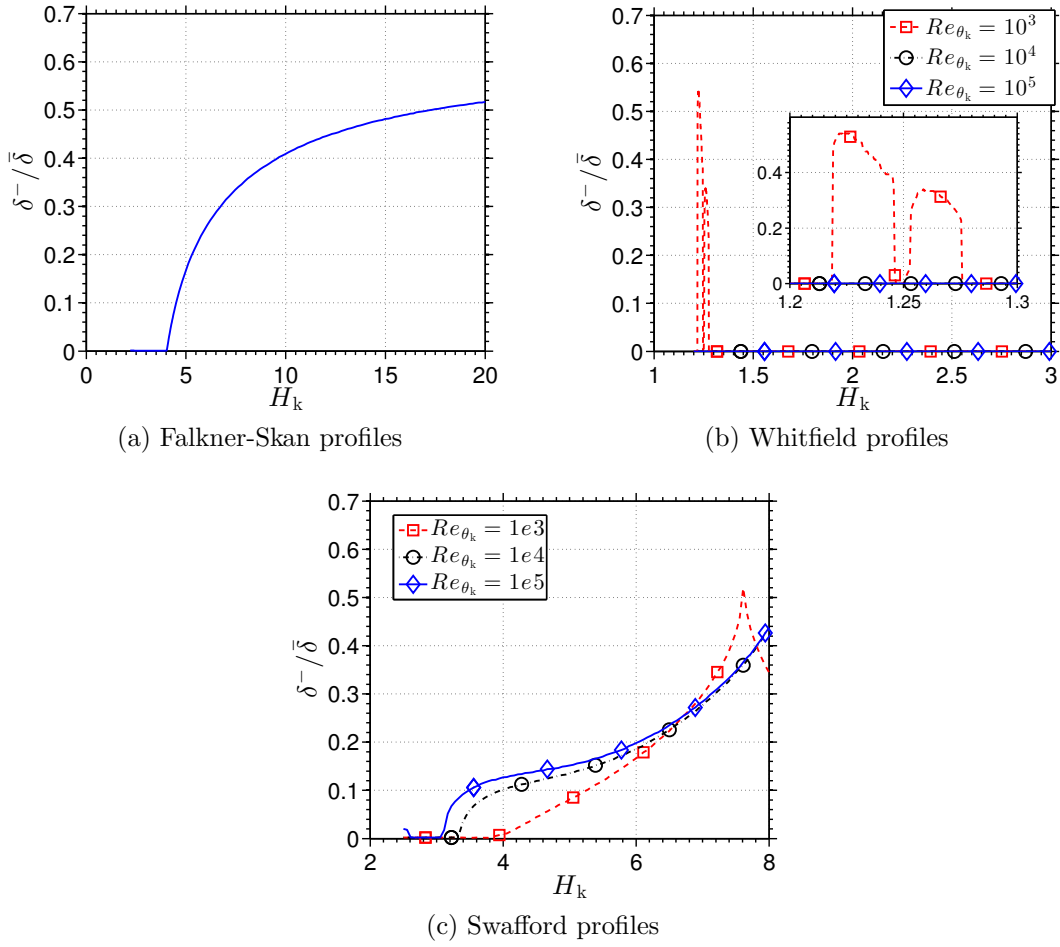 0.7
0.6
0.5
0.4
0.3
0.2
0.1
0
0 5 10 15 20
δ⁻/δ̄
H_k
(a) Falkner-Skan profiles
0.7
0.6
0.5
0.4
0.3
0.2
0.1
0
1 1.5 2 2.5 3
δ⁻/δ̄
H_k
Re_θk = 10³
Re_θk = 10⁴
Re_θk = 10⁵
0.4
0.2
0
1.2 1.25 1.3
(b) Whitfield profiles
0.7
0.6
0.5
0.4
0.3
0.2
0.1
0
2 4 6 8
δ⁻/δ̄
H_k
Re_θk = 1e3
Re_θk = 1e4
Re_θk = 1e5
(c) Swafford profiles